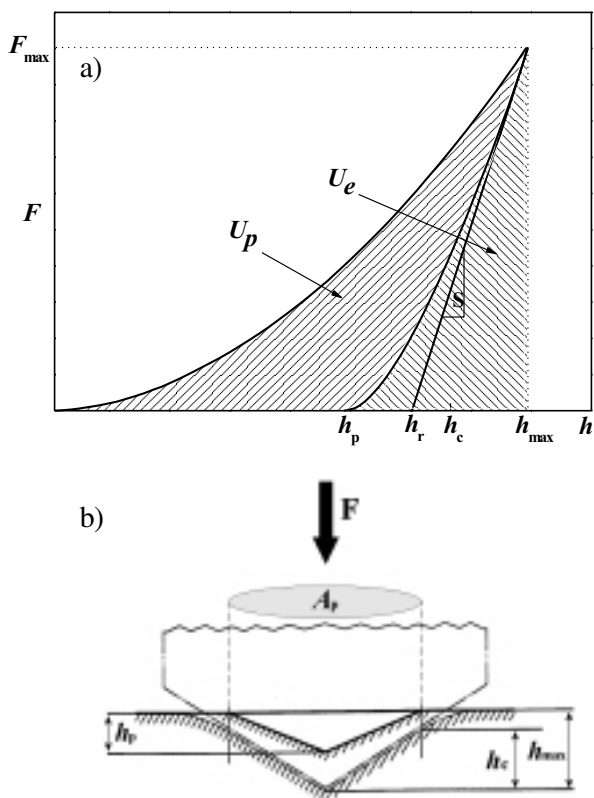 F_max
a)
U_e
F
U_p
S
h_p h_r h_c h_max h
b)
F
A_p
h_p
h_c h_max